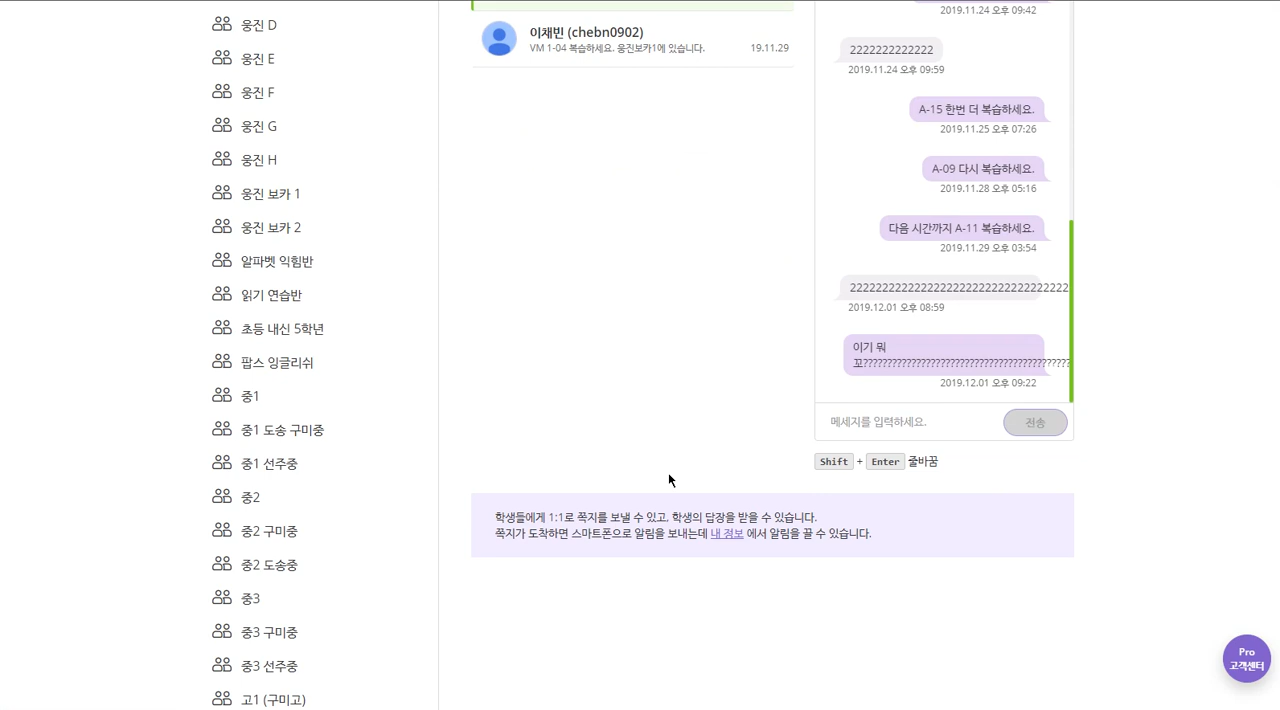 웅진 D
웅진 E
웅진 F
웅진 G
웅진 H
웅진 보카 1
웅진 보카 2
알파벳 익힘반
읽기 연습반
초등 내신 5학년
팝스 잉글리쉬
중1
중1 도송 구미중
중1 선주중
중2
중2 구미중
중2 도송중
중3
중3 구미중
중3 선주중
고1 (구미고)
이채빈 (chebn0902)
VM 1-04 복습하세요. 웅진보카1에 있습니다.
19.11.29
2019.11.24 오후 09:42
2222222222222
2019.11.24 오후 09:59
A-15 한번 더 복습하세요.
2019.11.25 오후 07:26
A-09 다시 복습하세요.
2019.11.28 오후 05:16
다음 시간까지 A-11 복습하세요.
2019.11.29 오후 03:54
2222222222222222222222222222222222
2019.12.01 오후 08:59
이기 뭐
꼬??????????????????????????????????????????
2019.12.01 오후 09:22
메세지를 입력하세요.
전송
Shift + Enter 줄바꿈
학생들에게 1:1로 쪽지를 보낼 수 있고, 학생의 답장을 받을 수 있습니다.
쪽지가 도착하면 스마트폰으로 알림을 보내는데 내 정보 에서 알림을 끌 수 있습니다.
Pro
고객센터